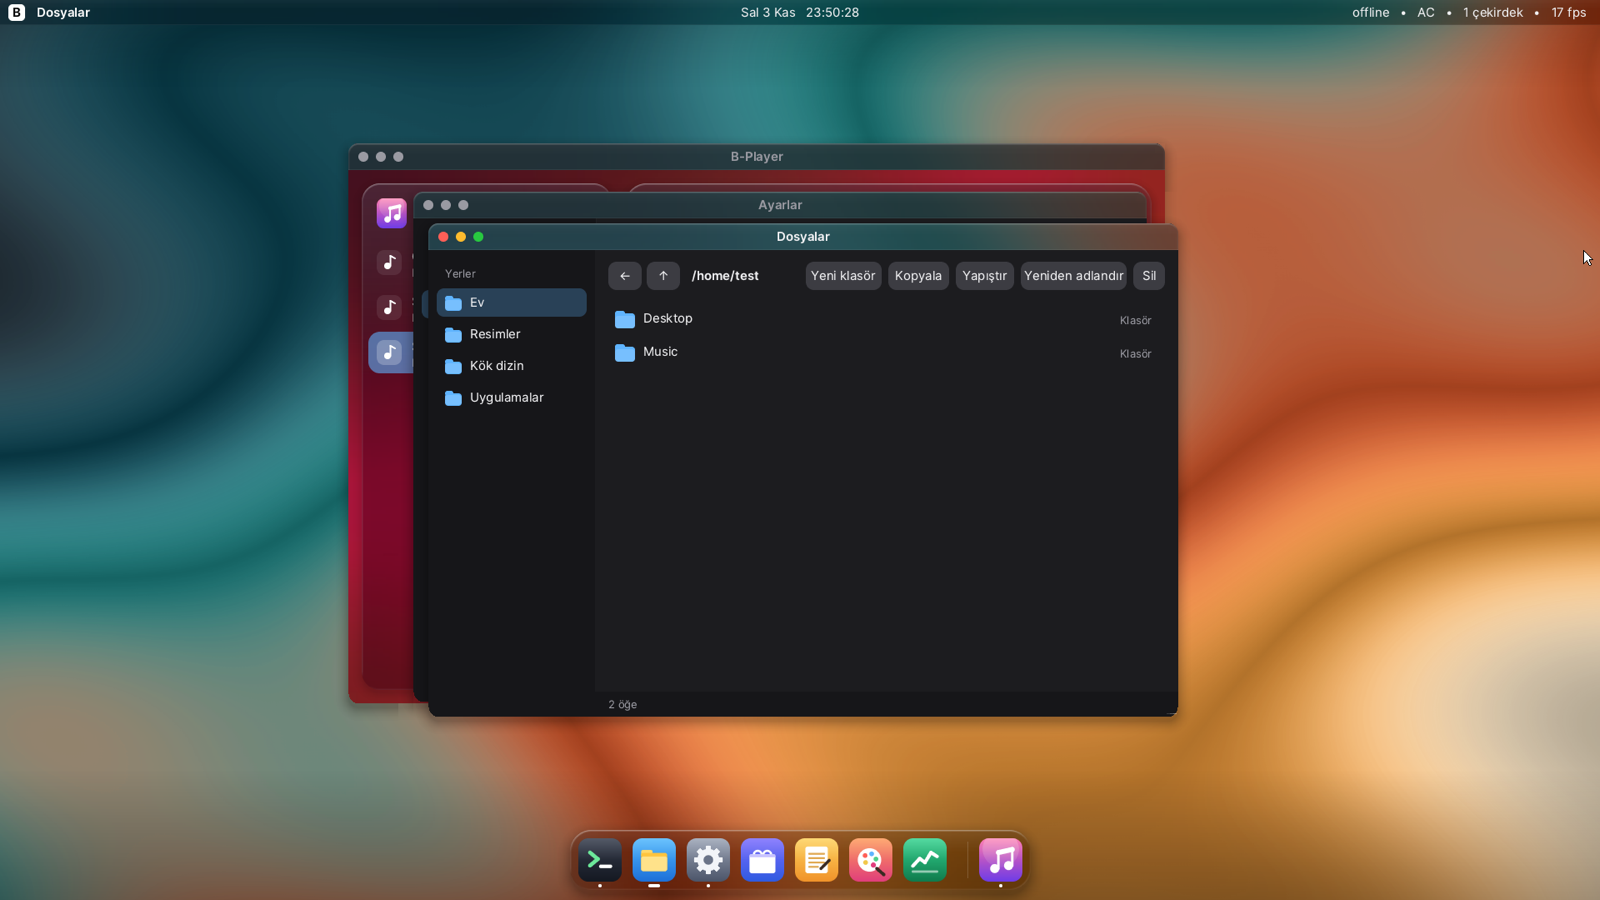 B Dosyalar
Sal 3 Kas 23:50:28
offline • AC • 1 çekirdek • 17 fps
B-Player
Ayarlar
Dosyalar
Yerler
Ev
Resimler
Kök dizin
Uygulamalar
← ↑ /home/test Yeni klasör Kopyala Yapıştır Yeniden adlandır Sil
Desktop Klasör
Music Klasör
2 öğe